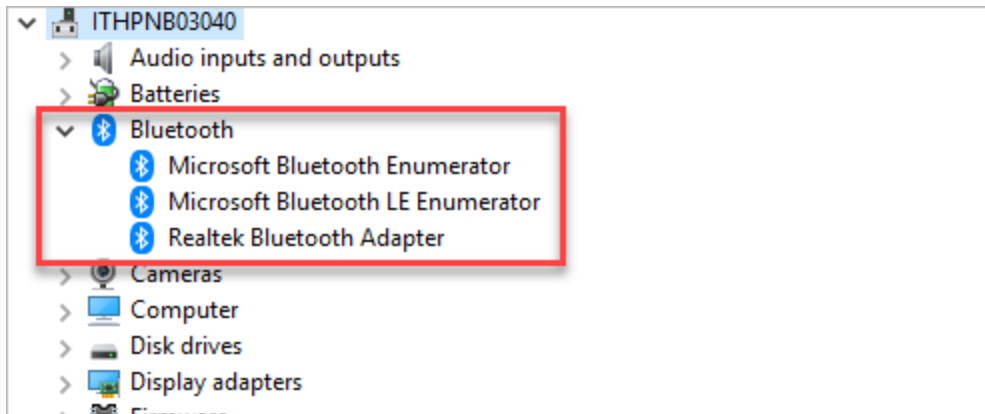 ITHPNB03040
Audio inputs and outputs
Batteries
Bluetooth
Microsoft Bluetooth Enumerator
Microsoft Bluetooth LE Enumerator
Realtek Bluetooth Adapter
Cameras
Computer
Disk drives
Display adapters